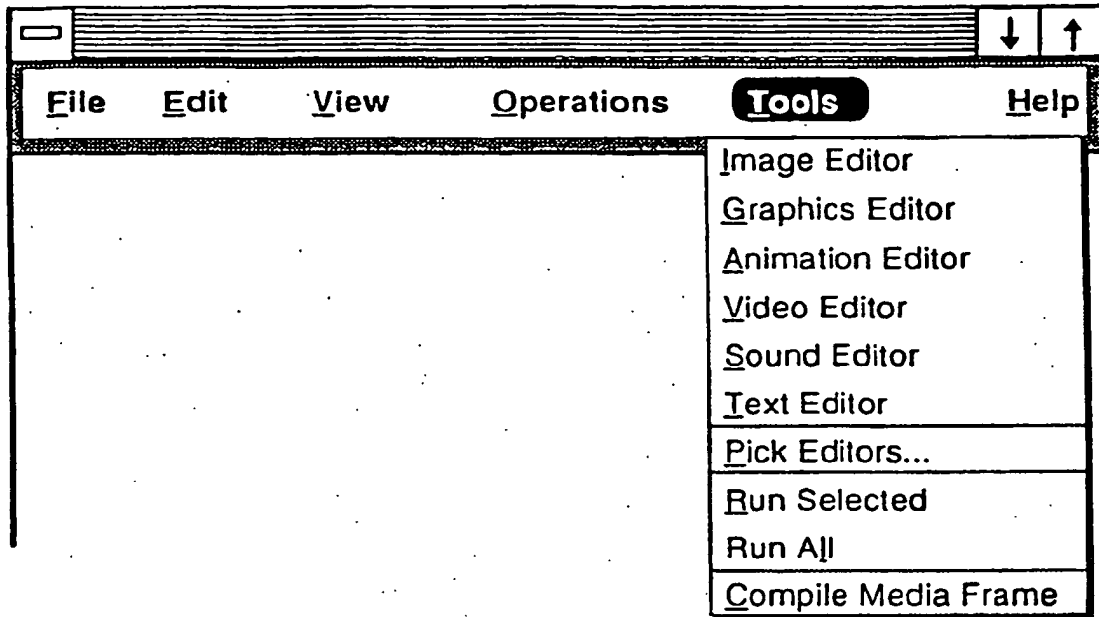 File Edit View Operations Tools Help
Image Editor
Graphics Editor
Animation Editor
Video Editor
Sound Editor
Text Editor
Pick Editors...
Run Selected
Run All
Compile Media Frame